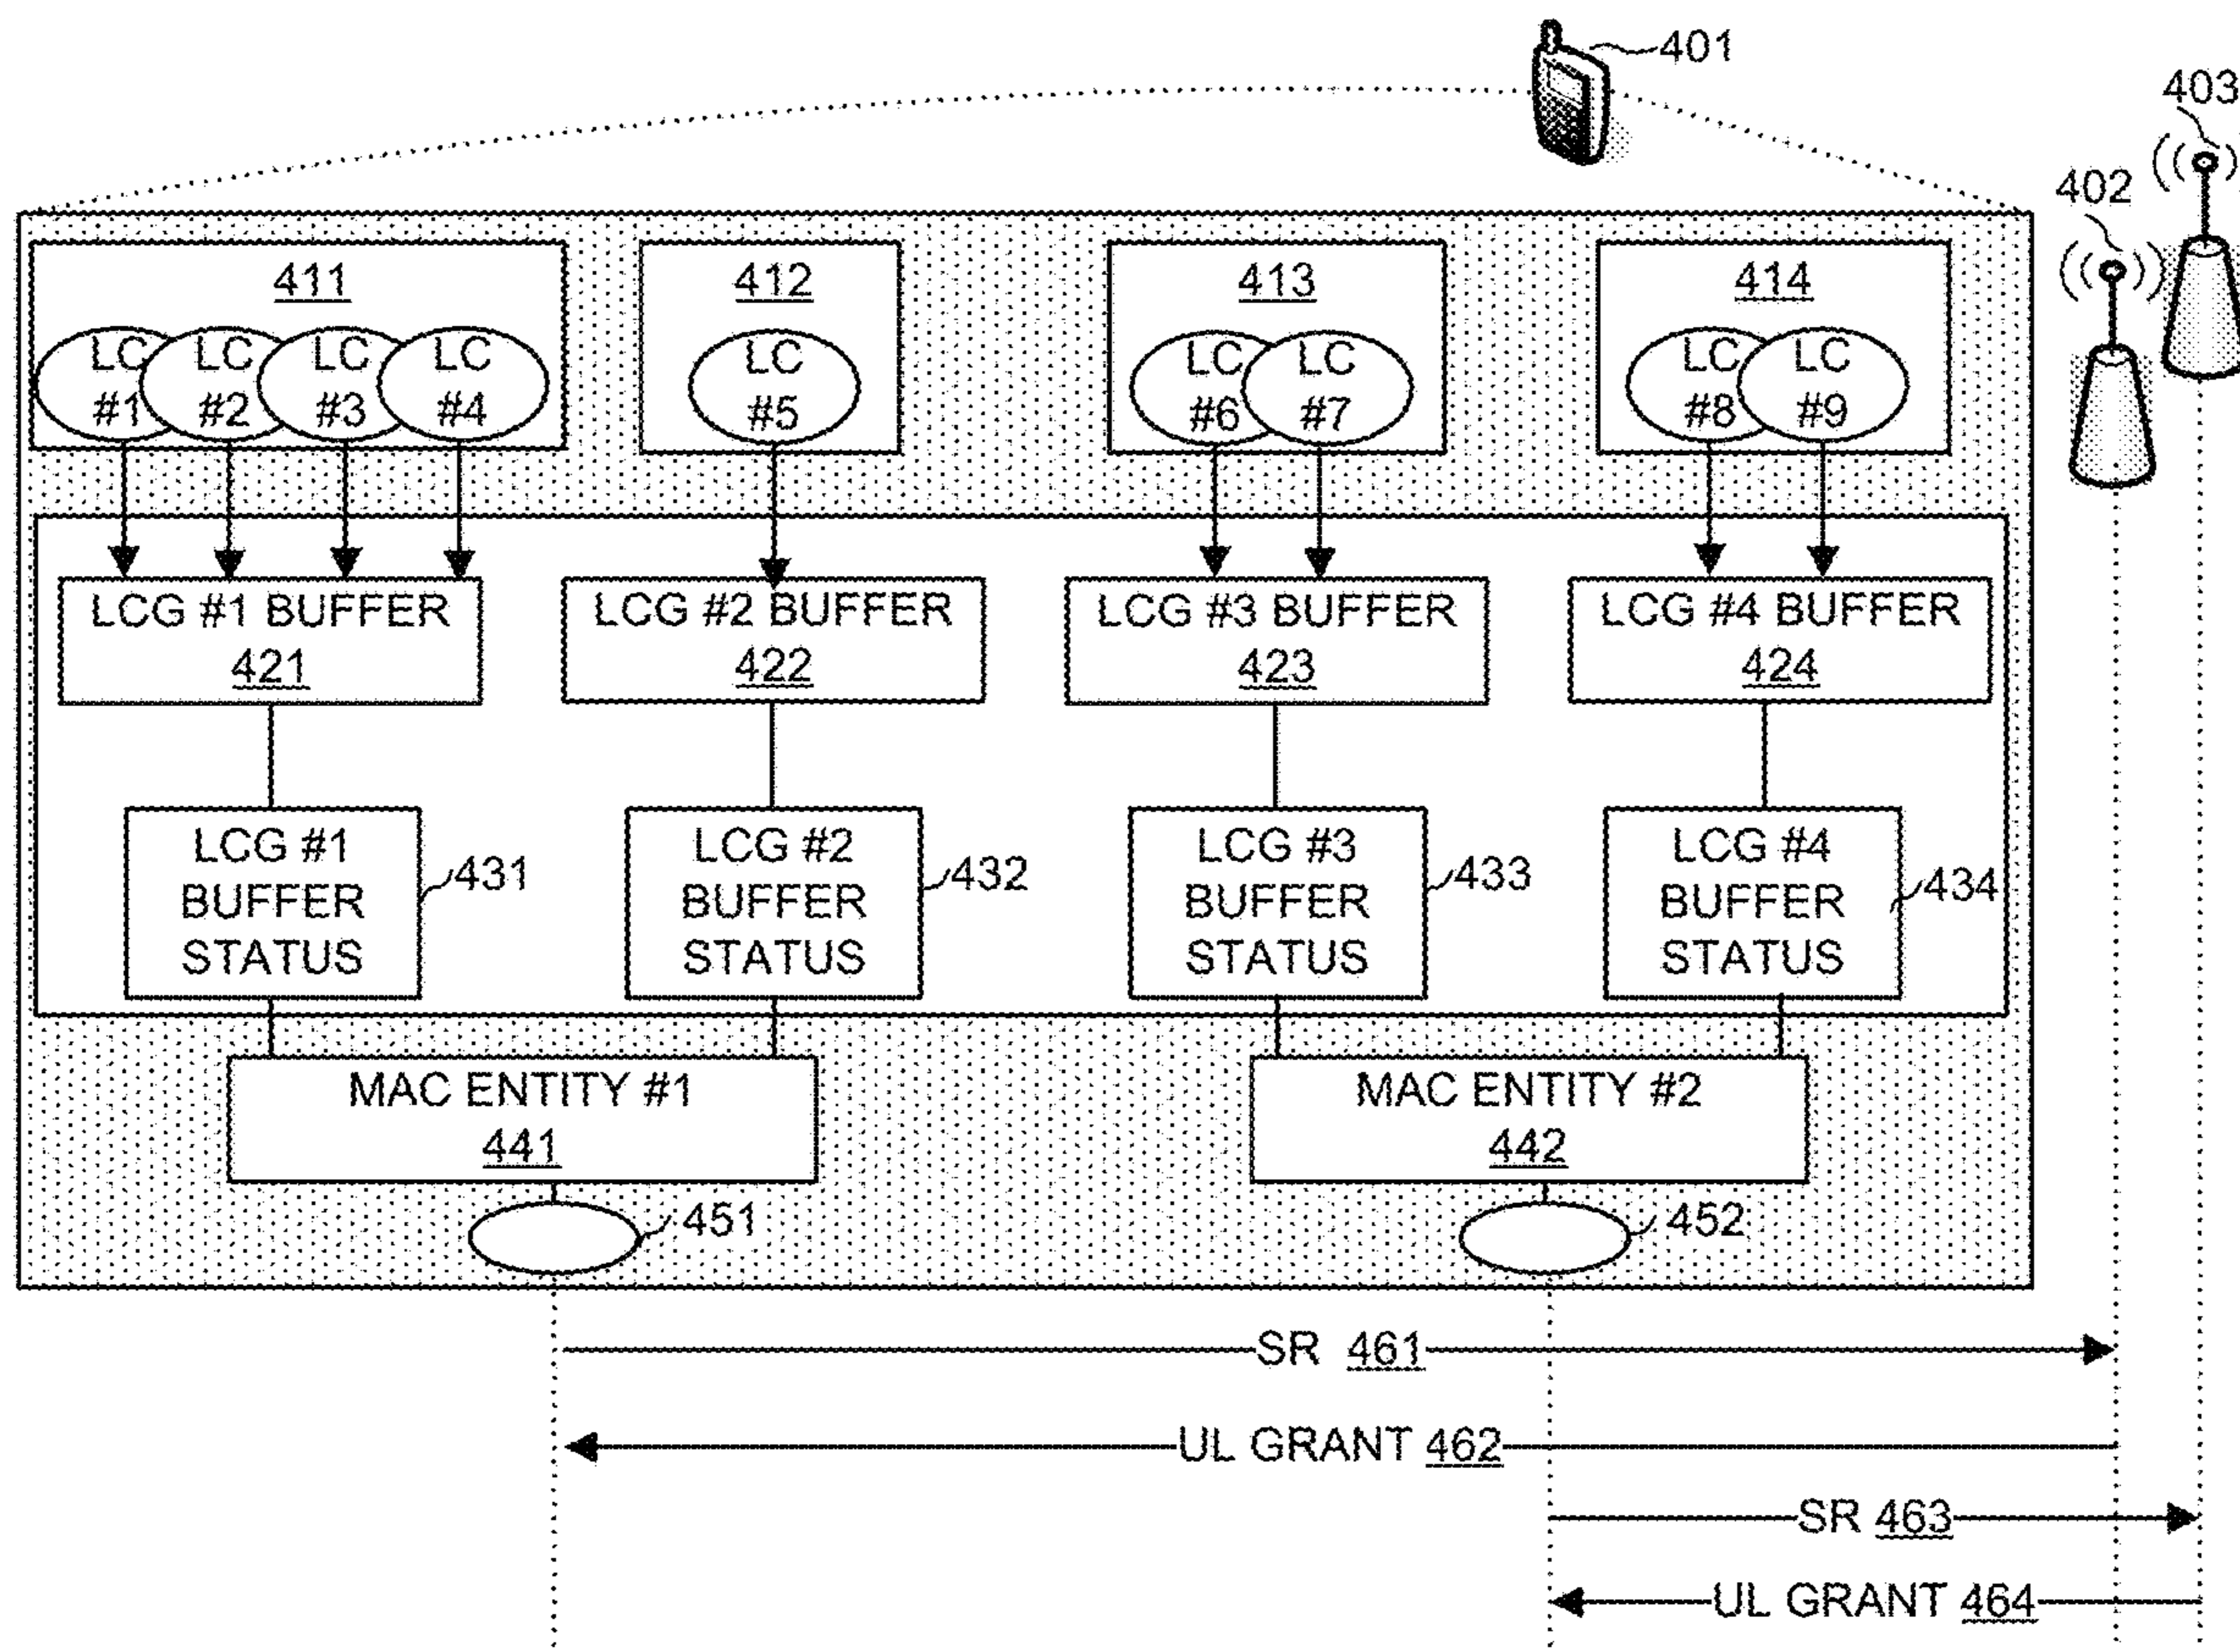 401
403
402
411
412
413
414
LC #1
LC #2
LC #3
LC #4
LC #5
LC #6
LC #7
LC #8
LC #9
LCG #1 BUFFER
421
LCG #2 BUFFER
422
LCG #3 BUFFER
423
LCG #4 BUFFER
424
LCG #1
BUFFER
STATUS
431
LCG #2
BUFFER
STATUS
432
LCG #3
BUFFER
STATUS
433
LCG #4
BUFFER
STATUS
434
MAC ENTITY #1
441
MAC ENTITY #2
442
451
452
SR 461
UL GRANT 462
SR 463
UL GRANT 464